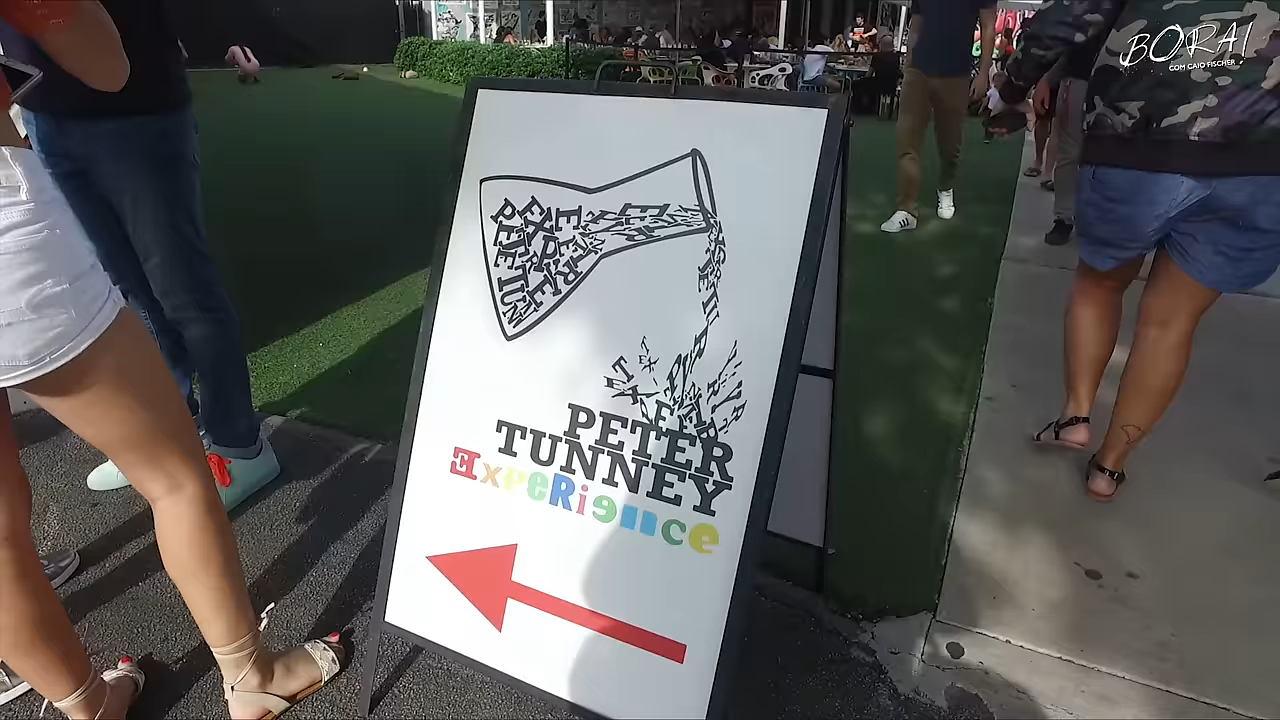 BORA!
COM CAIO FISCHER
PETER
TUNNEY
ExpeRience